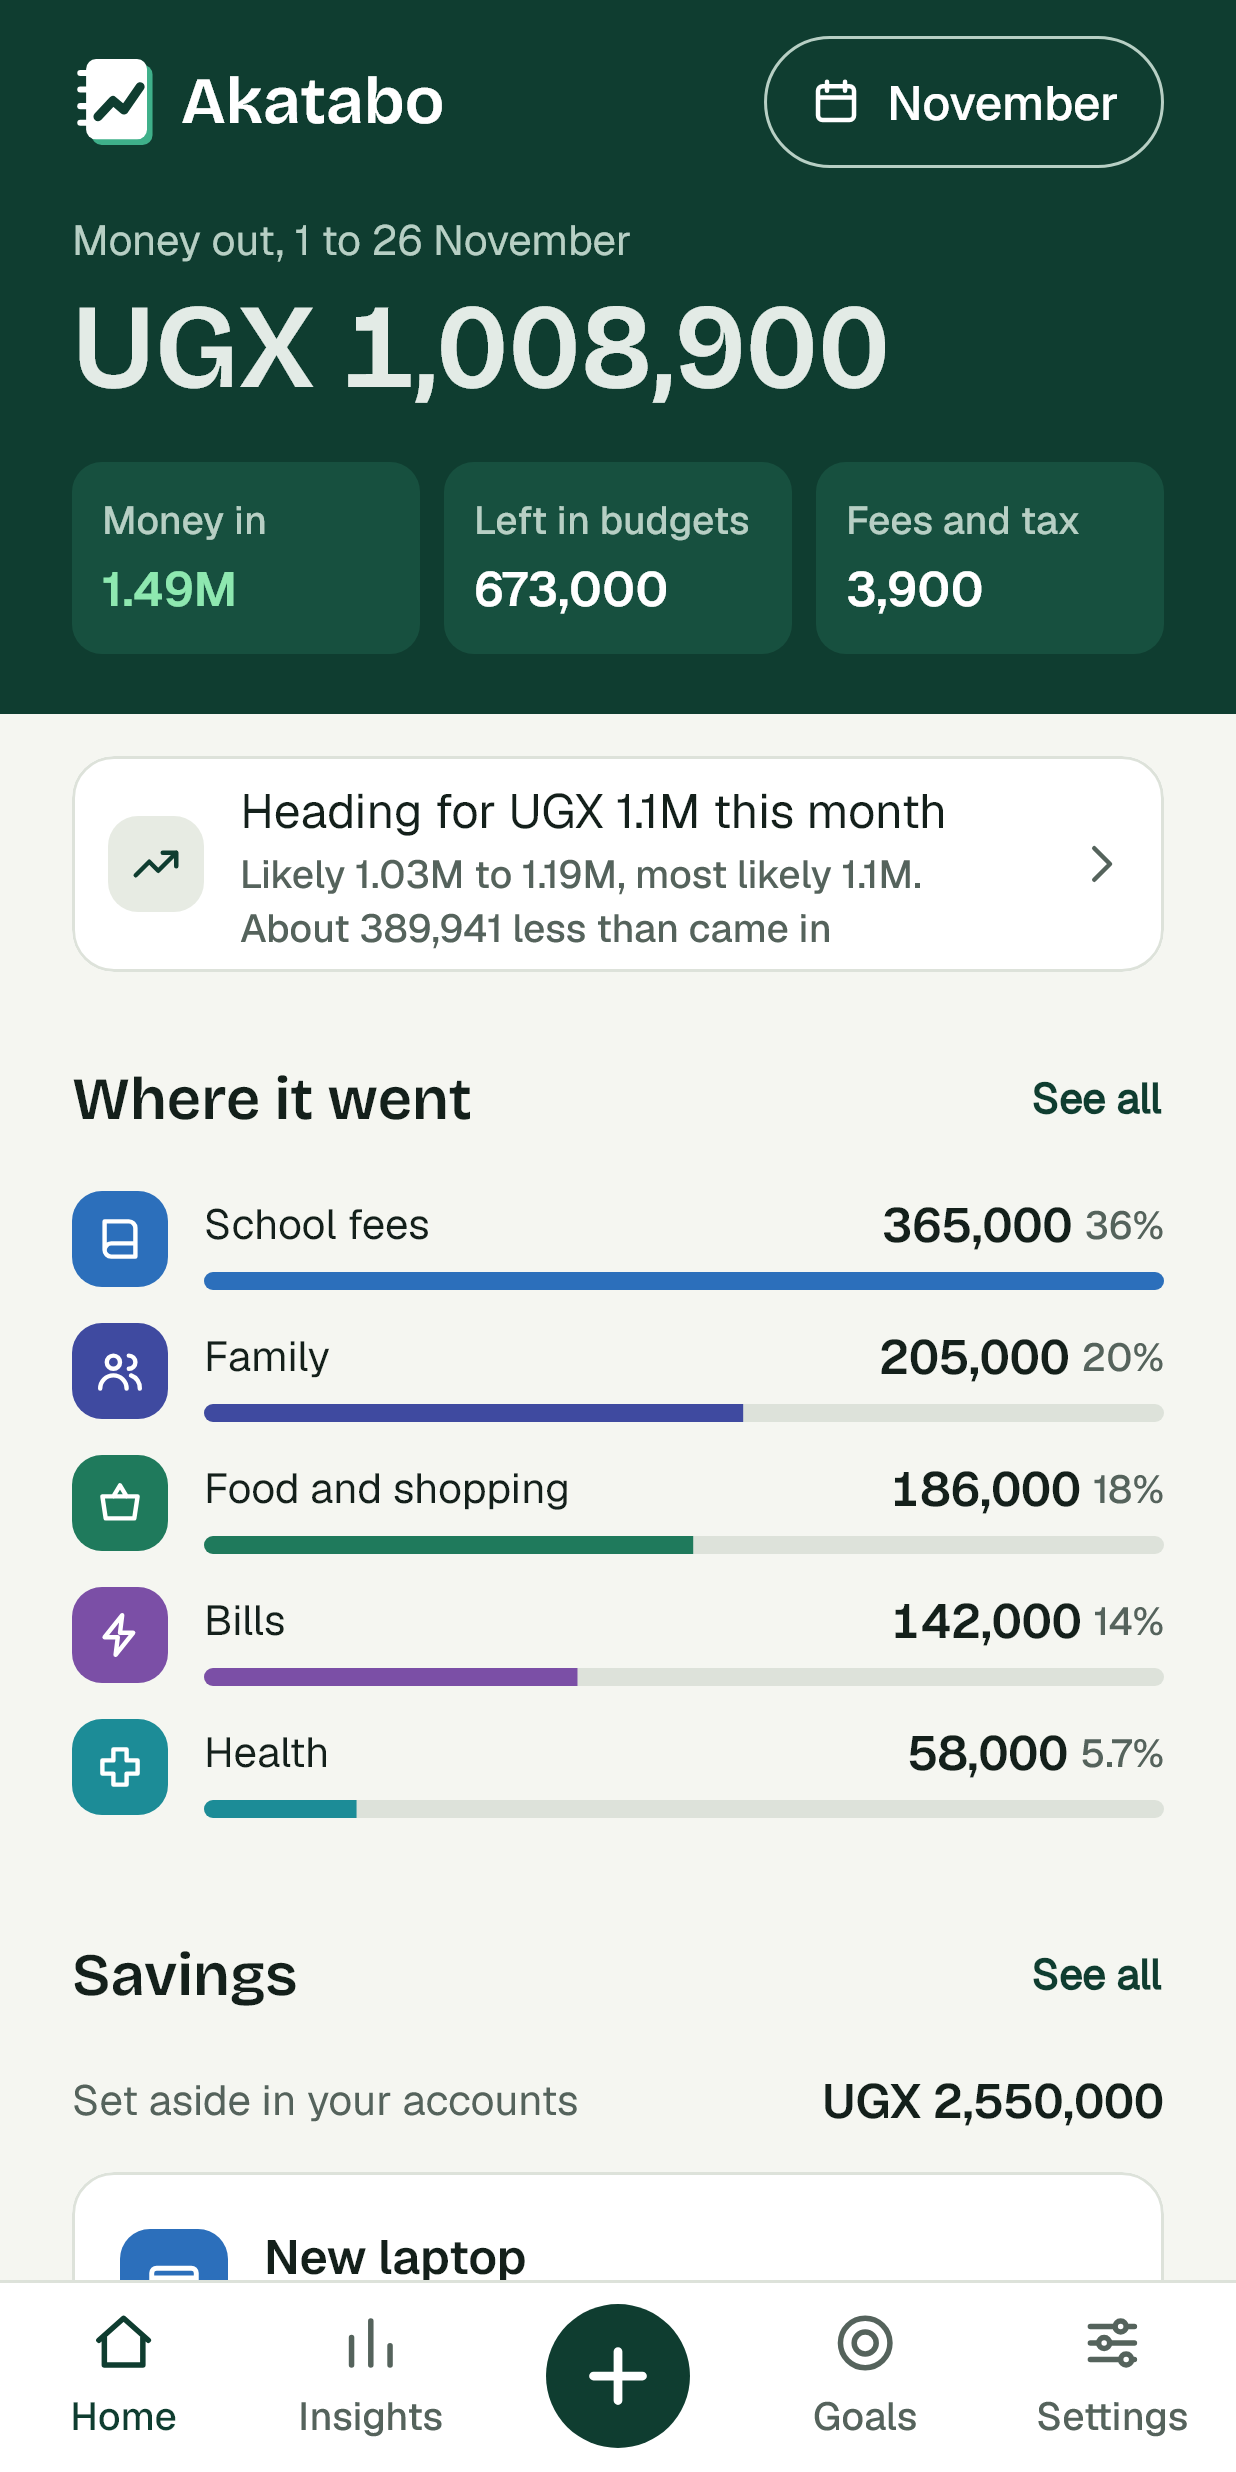 Akatabo
November
Money out, 1 to 26 November
UGX 1,008,900
Money in
1.49M
Left in budgets
673,000
Fees and tax
3,900
Heading for UGX 1.1M this month
Likely 1.03M to 1.19M, most likely 1.1M.
About 389,941 less than came in
Where it went
See all
School fees
365,000 36%
Family
205,000 20%
Food and shopping
186,000 18%
Bills
142,000 14%
Health
58,000 5.7%
Savings
See all
Set aside in your accounts
UGX 2,550,000
New laptop
Home
Insights
Goals
Settings